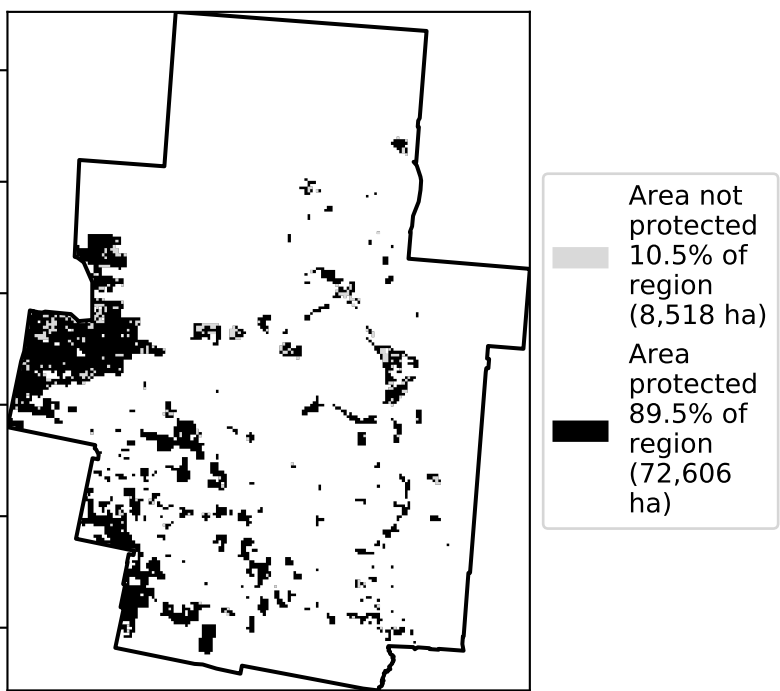 Area not
protected
10.5% of
region
(8,518 ha)
Area
protected
89.5% of
region
(72,606
ha)